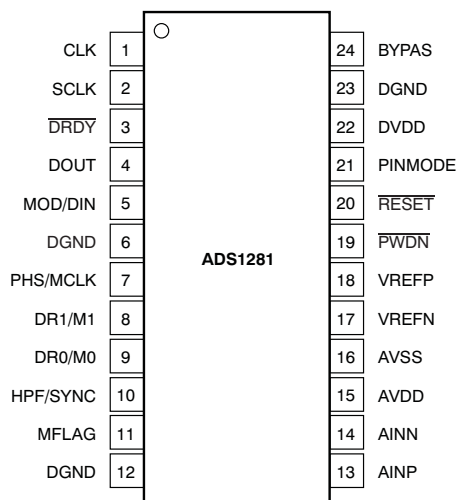 CLK 1 24 BYPAS
SCLK 2 23 DGND
DRDY 3 22 DVDD
DOUT 4 21 PINMODE
MOD/DIN 5 20 RESET
DGND 6 19 PWDN
ADS1281
PHS/MCLK 7 18 VREFP
DR1/M1 8 17 VREFN
DR0/M0 9 16 AVSS
HPF/SYNC 10 15 AVDD
MFLAG 11 14 AINN
DGND 12 13 AINP